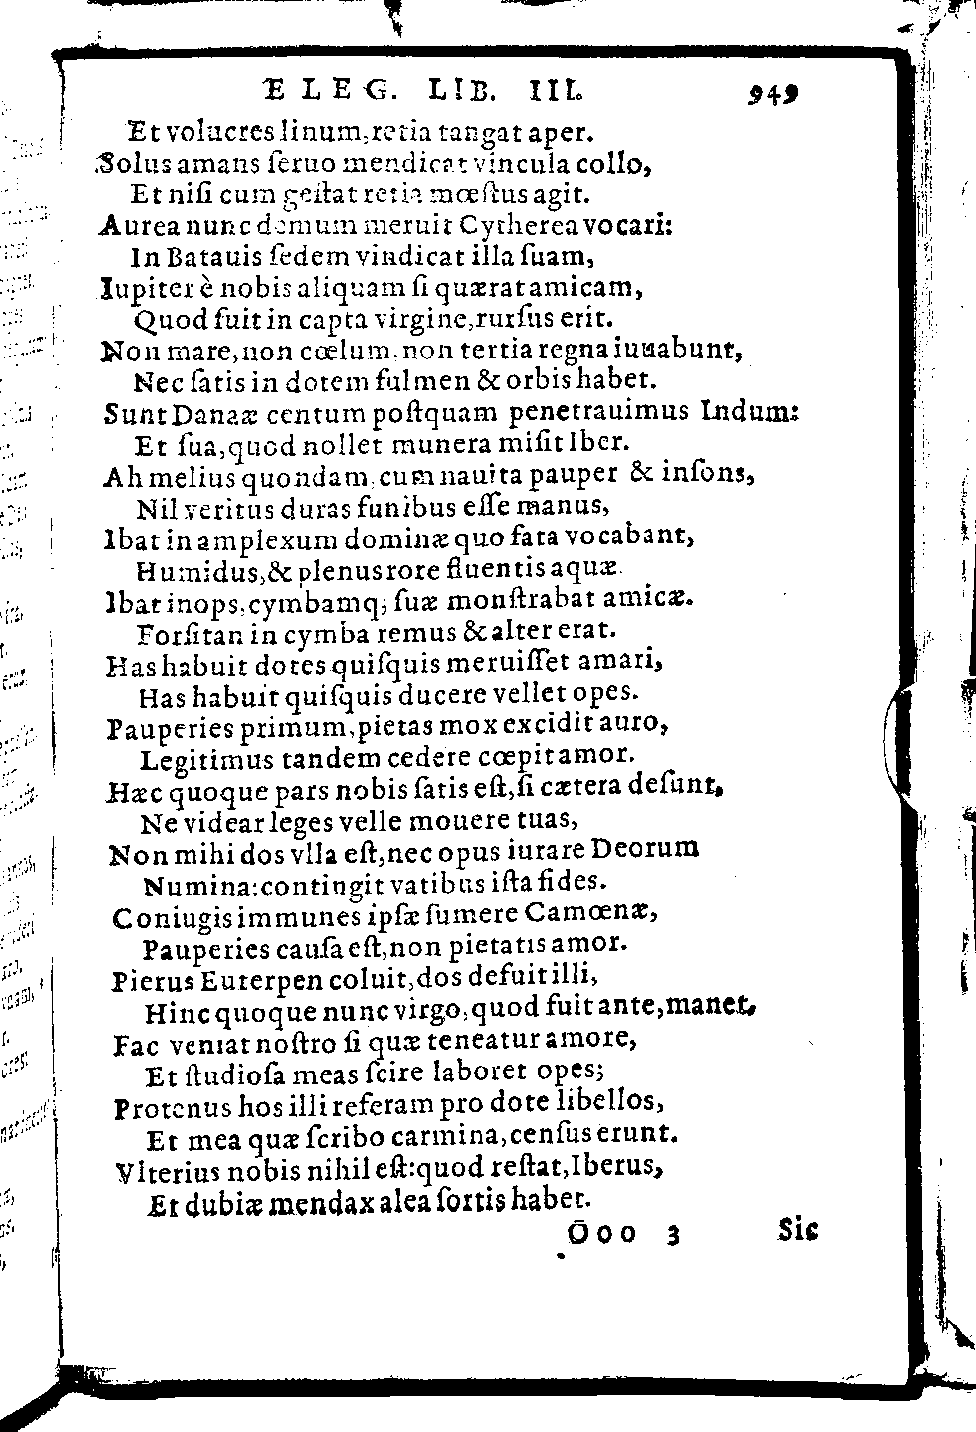 ELEG. LIB. III. 949
Et volucres linum, retia tangat aper.
Solus amans ſeruo mendicat vincula collo,
Et niſi cum geſtat retia mœſtus agit.
Aurea nunc demum meruit Cytherea vocari:
In Batauis ſedem vindicat illa ſuam,
Iupiter è nobis aliquam ſi quærat amicam,
Quod fuit in capta virgine, rurſus erit.
Non mare, non cœlum, non tertia regna iuuabunt,
Nec ſatis in dotem fulmen & orbis habet.
Sunt Danaæ centum poſtquam penetrauimus Indum:
Et ſua, quod nollet munera miſit Iber.
Ah melius quondam, cum nauita pauper & inſons,
Nil veritus duras funibus eſſe manus,
Ibat in amplexum dominæ quo fata vocabant,
Humidus, & plenus rore fluentis aquæ.
Ibat inops, cymbamq; ſuæ monſtrabat amicæ.
Forſitan in cymba remus & alter erat.
Has habuit dotes quiſquis meruiſſet amari,
Has habuit quiſquis ducere vellet opes.
Pauperies primum, pietas mox excidit auro,
Legitimus tandem cedere cœpit amor.
Hæc quoque pars nobis ſatis eſt, ſi cætera deſunt,
Ne videar leges velle mouere tuas,
Non mihi dos vlla eſt, nec opus iurare Deorum
Numina: contingit vatibus iſta fides.
Coniugis immunes ipſæ ſumere Camœnæ,
Pauperies cauſa eſt, non pietatis amor.
Pierus Euterpen coluit, dos defuit illi,
Hinc quoque nunc virgo, quod fuit ante, manet.
Fac veniat noſtro ſi quæ teneatur amore,
Et ſtudioſa meas ſcire laboret opes;
Protenus hos illi referam pro dote libellos,
Et mea quæ ſcribo carmina, cenſus erunt.
Vlterius nobis nihil eſt: quod reſtat, Iberus,
Et dubiæ mendax alea ſortis habet.
Ooo 3 Sic